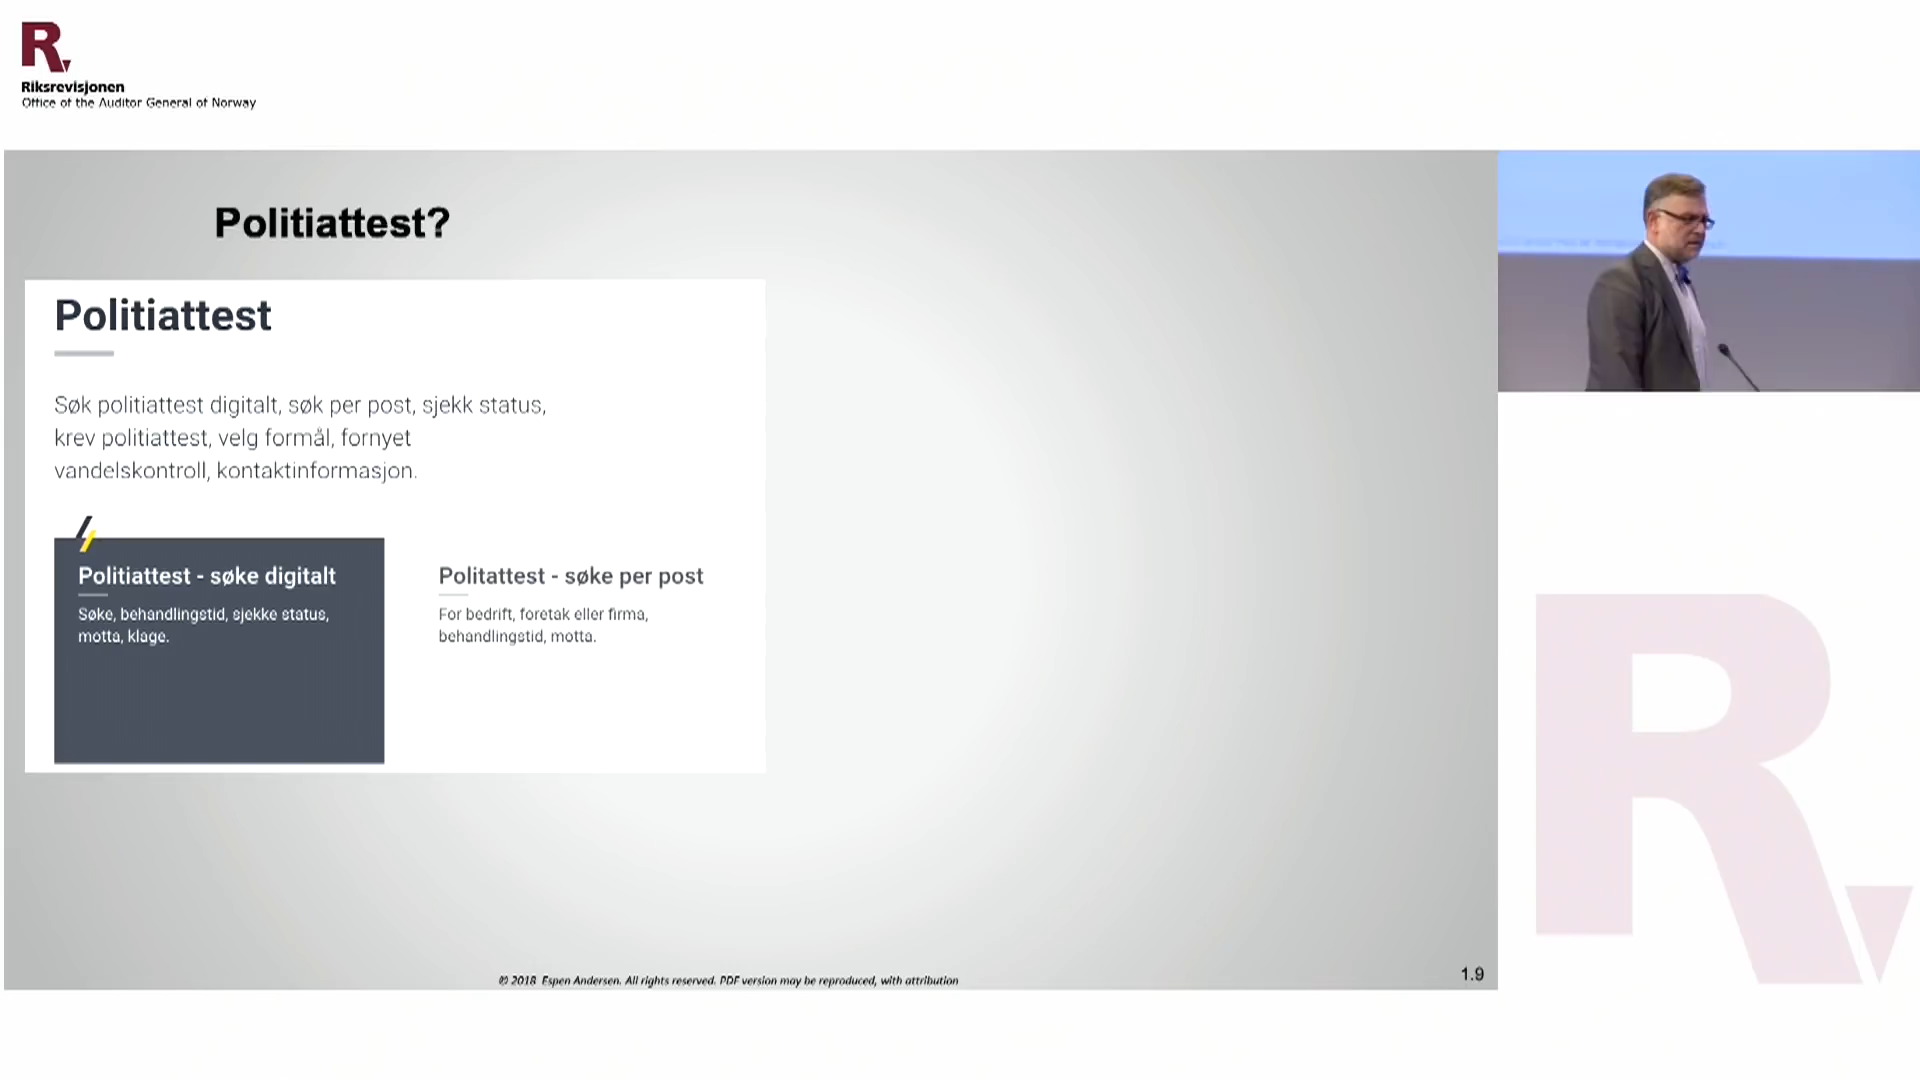 R
Riksrevisjonen
Office of the Auditor General of Norway
Politiattest?
Politiattest
Søk politiattest digitalt, søk per post, sjekk status,
krev politiattest, velg formål, fornyet
vandelskontroll, kontaktinformasjon.
Politiattest - søke digitalt
Søke, behandlingstid, sjekke status,
motta, klage.
Politattest - søke per post
For bedrift, foretak eller firma,
behandlingstid, motta.
© 2018 Espen Andersen. All rights reserved. PDF version may be reproduced, with attribution
1.9
R